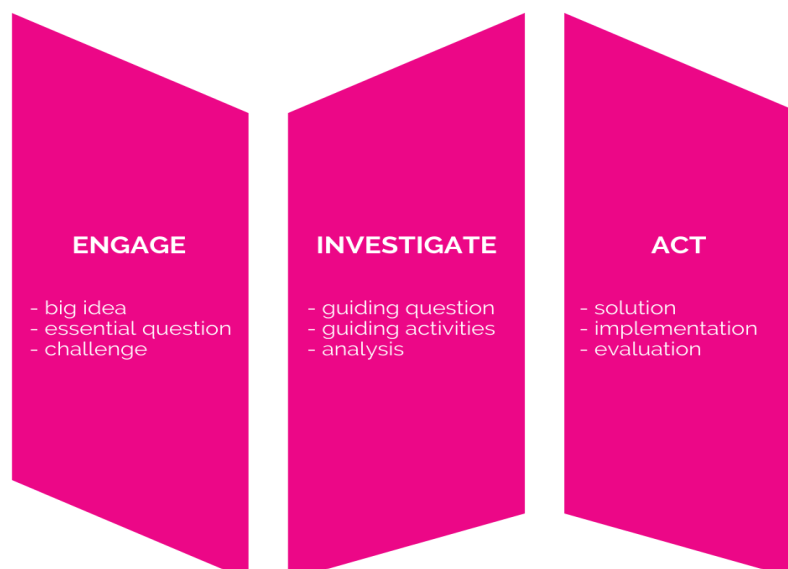 ENGAGE
- big idea
- essential question
- challenge
INVESTIGATE
- guiding question
- guiding activities
- analysis
ACT
- solution
- implementation
- evaluation